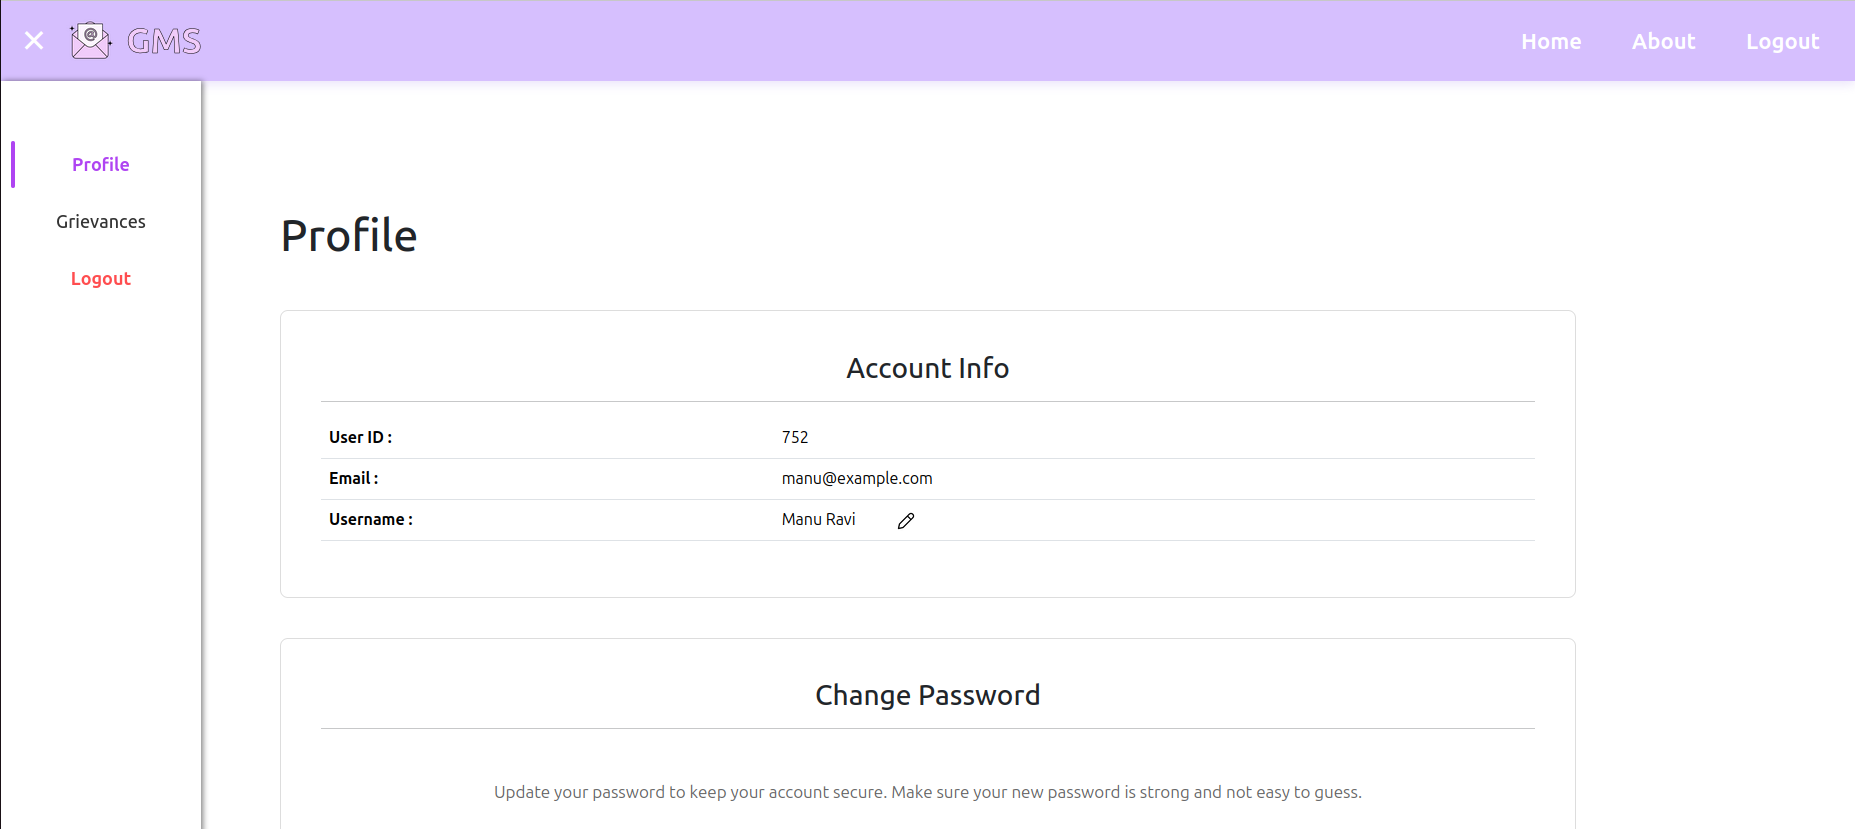 GMS Home About Logout
Profile
Grievances
Logout
Profile
Account Info
User ID : 752
Email : manu@example.com
Username : Manu Ravi
Change Password
Update your password to keep your account secure. Make sure your new password is strong and not easy to guess.